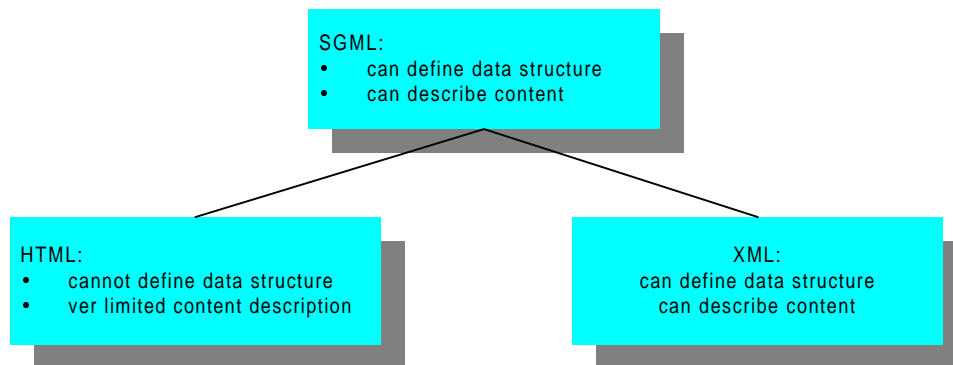 SGML:
• can define data structure
• can describe content
HTML:
• cannot define data structure
• ver limited content description
XML:
can define data structure
can describe content